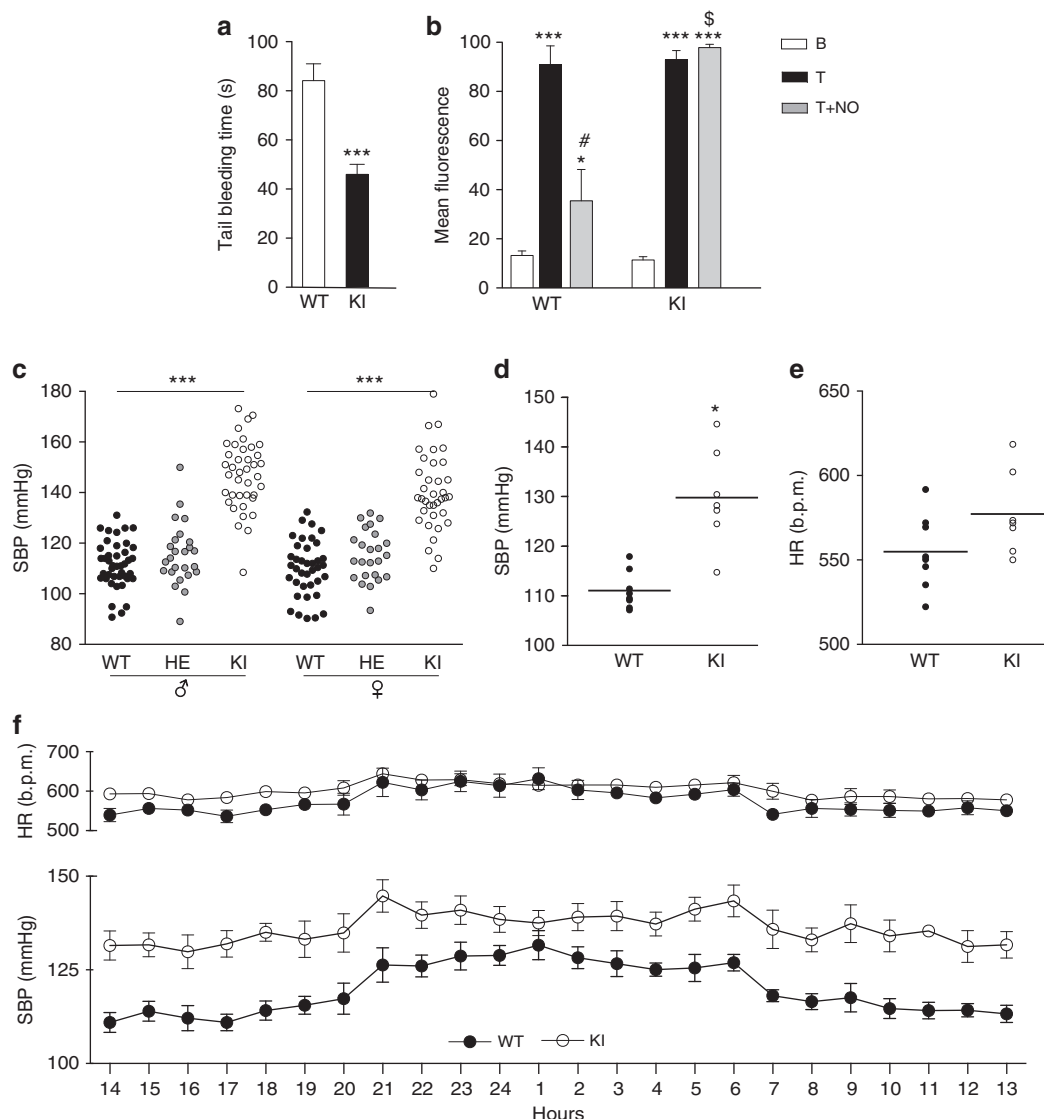 a
100
80
60
40
20
0
Tail bleeding time (s)
***
WT KI
b
100
80
60
40
20
0
Mean fluorescence
***
#
*
***
$
***
WT KI
B
T
T+NO
c
180
160
140
120
100
80
SBP (mmHg)
***
***
WT HE KI WT HE KI
♂ ♀
d
150
140
130
120
110
100
SBP (mmHg)
*
WT KI
e
650
600
550
500
HR (b.p.m.)
WT KI
f
700
600
500
HR (b.p.m.)
150
125
100
SBP (mmHg)
WT KI
14 15 16 17 18 19 20 21 22 23 24 1 2 3 4 5 6 7 8 9 10 11 12 13
Hours